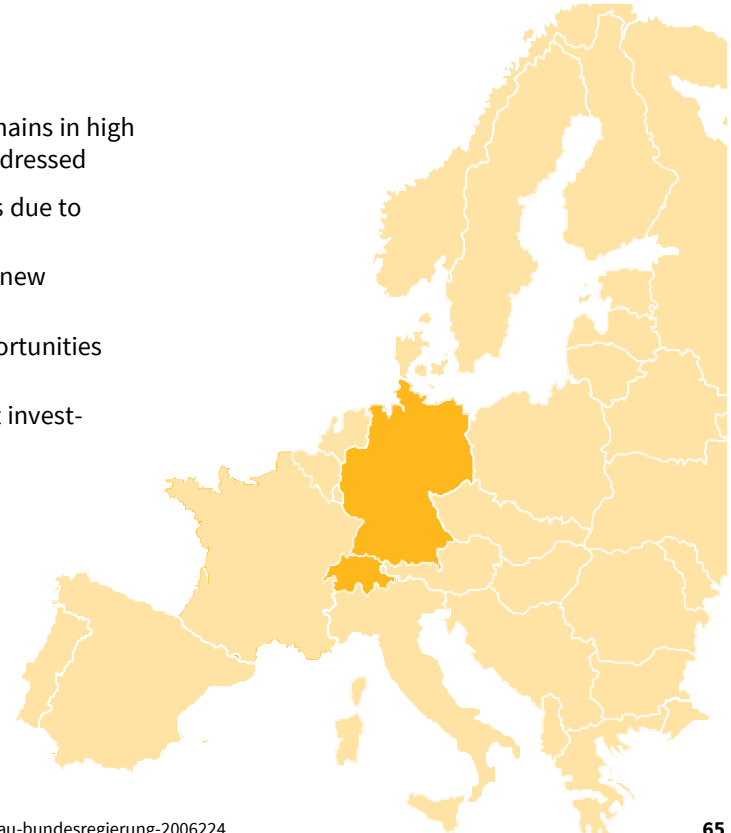 nains in high
dressed
s due to
new
ortunities
t invest-
au-bundesregierung-2006224
65